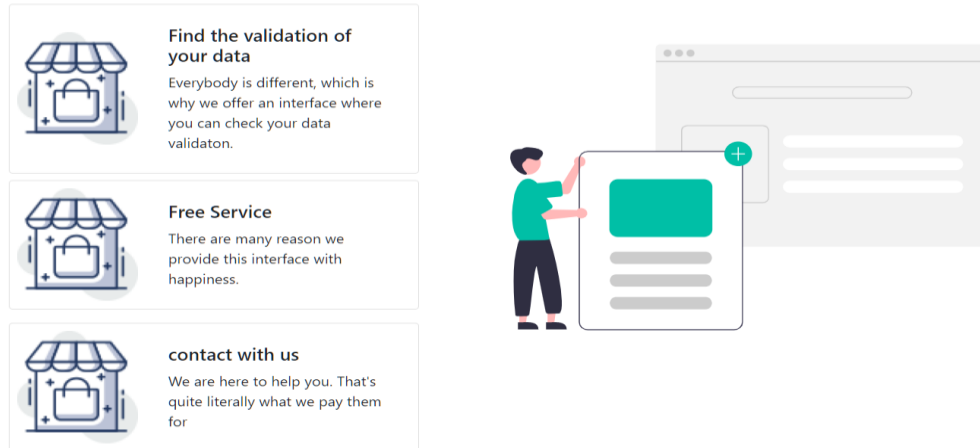 Find the validation of
your data
Everybody is different, which is
why we offer an interface where
you can check your data
validaton.
Free Service
There are many reason we
provide this interface with
happiness.
contact with us
We are here to help you. That's
quite literally what we pay them
for